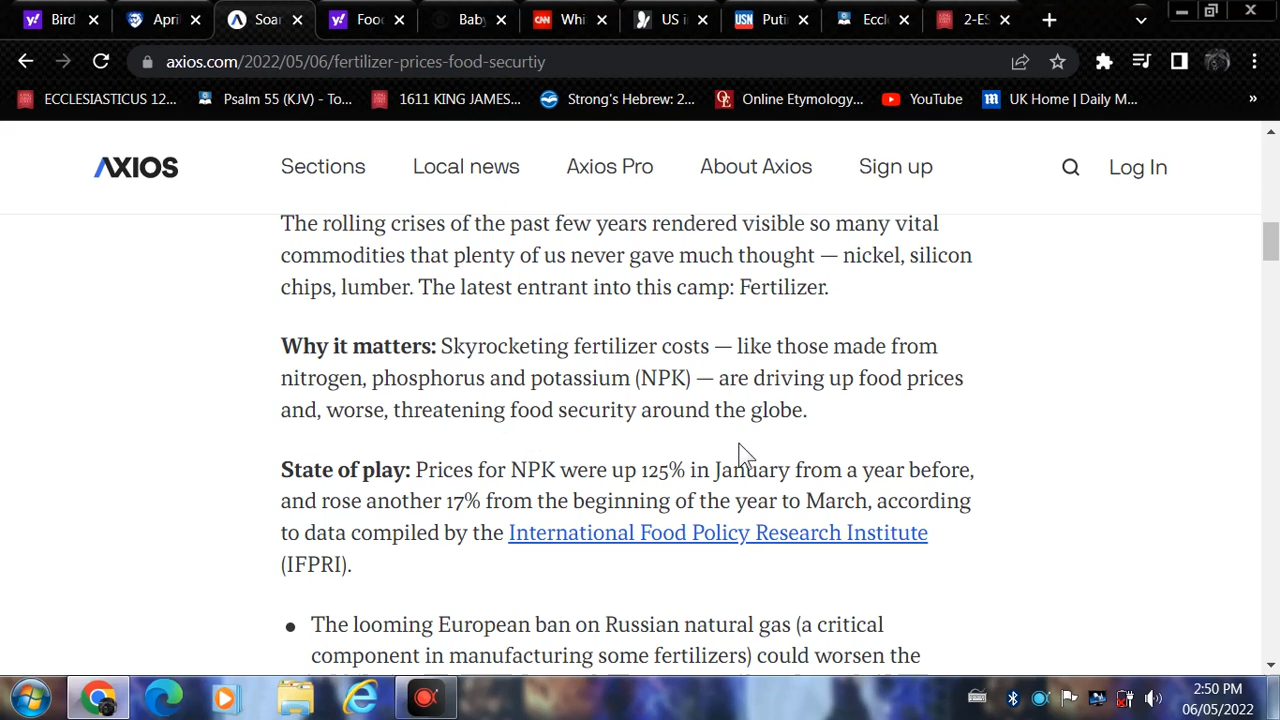 Bird
April
Soar
Food
Bab
CNN
Whi
US i
USN
Puti
Eccl
2-ES
axios.com/2022/05/06/fertilizer-prices-food-securtiy
ECCLESIASTICUS 12...
Psalm 55 (KJV) - To...
1611 KING JAMES...
Strong's Hebrew: 2...
Online Etymology...
YouTube
UK Home | Daily M...
»
AXIOS
Sections
Local news
Axios Pro
About Axios
Sign up
Log In
The rolling crises of the past few years rendered visible so many vital
commodities that plenty of us never gave much thought — nickel, silicon
chips, lumber. The latest entrant into this camp: Fertilizer.
Why it matters: Skyrocketing fertilizer costs — like those made from
nitrogen, phosphorus and potassium (NPK) — are driving up food prices
and, worse, threatening food security around the globe.
State of play: Prices for NPK were up 125% in January from a year before,
and rose another 17% from the beginning of the year to March, according
to data compiled by the International Food Policy Research Institute
(IFPRI).
• The looming European ban on Russian natural gas (a critical
component in manufacturing some fertilizers) could worsen the
2:50 PM
06/05/2022